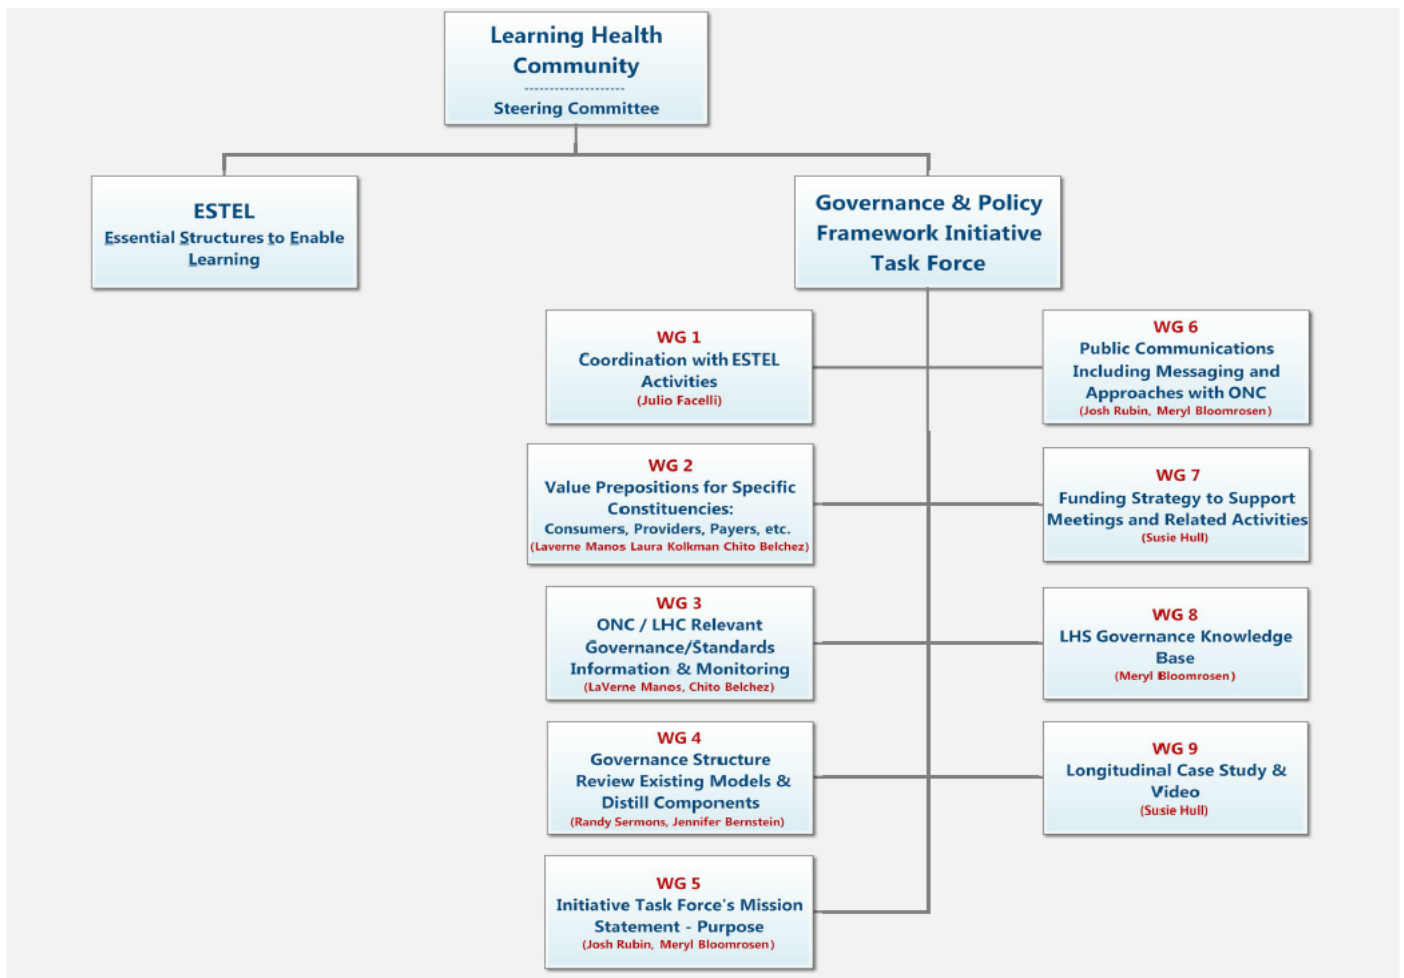 Learning Health
Community
--------------------
Steering Committee
ESTEL
Essential Structures to Enable
Learning
Governance & Policy
Framework Initiative
Task Force
WG 1
Coordination with ESTEL
Activities
(Julio Facelli)
WG 2
Value Prepositions for Specific
Constituencies:
Consumers, Providers, Payers, etc.
(Laverne Manos Laura Kolkman Chito Belchez)
WG 3
ONC / LHC Relevant
Governance/Standards
Information & Monitoring
(LaVerne Manos, Chito Belchez)
WG 4
Governance Structure
Review Existing Models &
Distill Components
(Randy Sermons, Jennifer Bernstein)
WG 5
Initiative Task Force's Mission
Statement - Purpose
(Josh Rubin, Meryl Bloomrosen)
WG 6
Public Communications
Including Messaging and
Approaches with ONC
(Josh Rubin, Meryl Bloomrosen)
WG 7
Funding Strategy to Support
Meetings and Related Activities
(Susie Hull)
WG 8
LHS Governance Knowledge
Base
(Meryl Bloomrosen)
WG 9
Longitudinal Case Study &
Video
(Susie Hull)